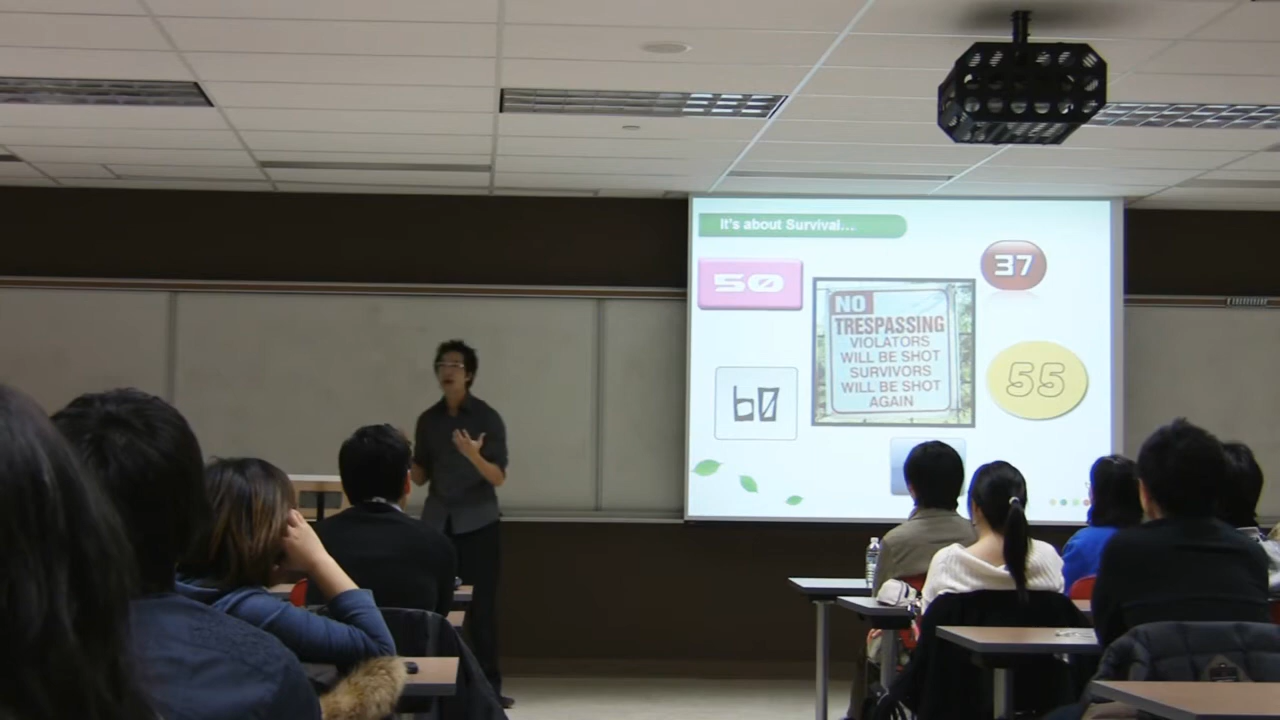 It's about Survival...
50
37
NO
TRESPASSING
VIOLATORS
WILL BE SHOT
SURVIVORS
WILL BE SHOT
AGAIN
55
60